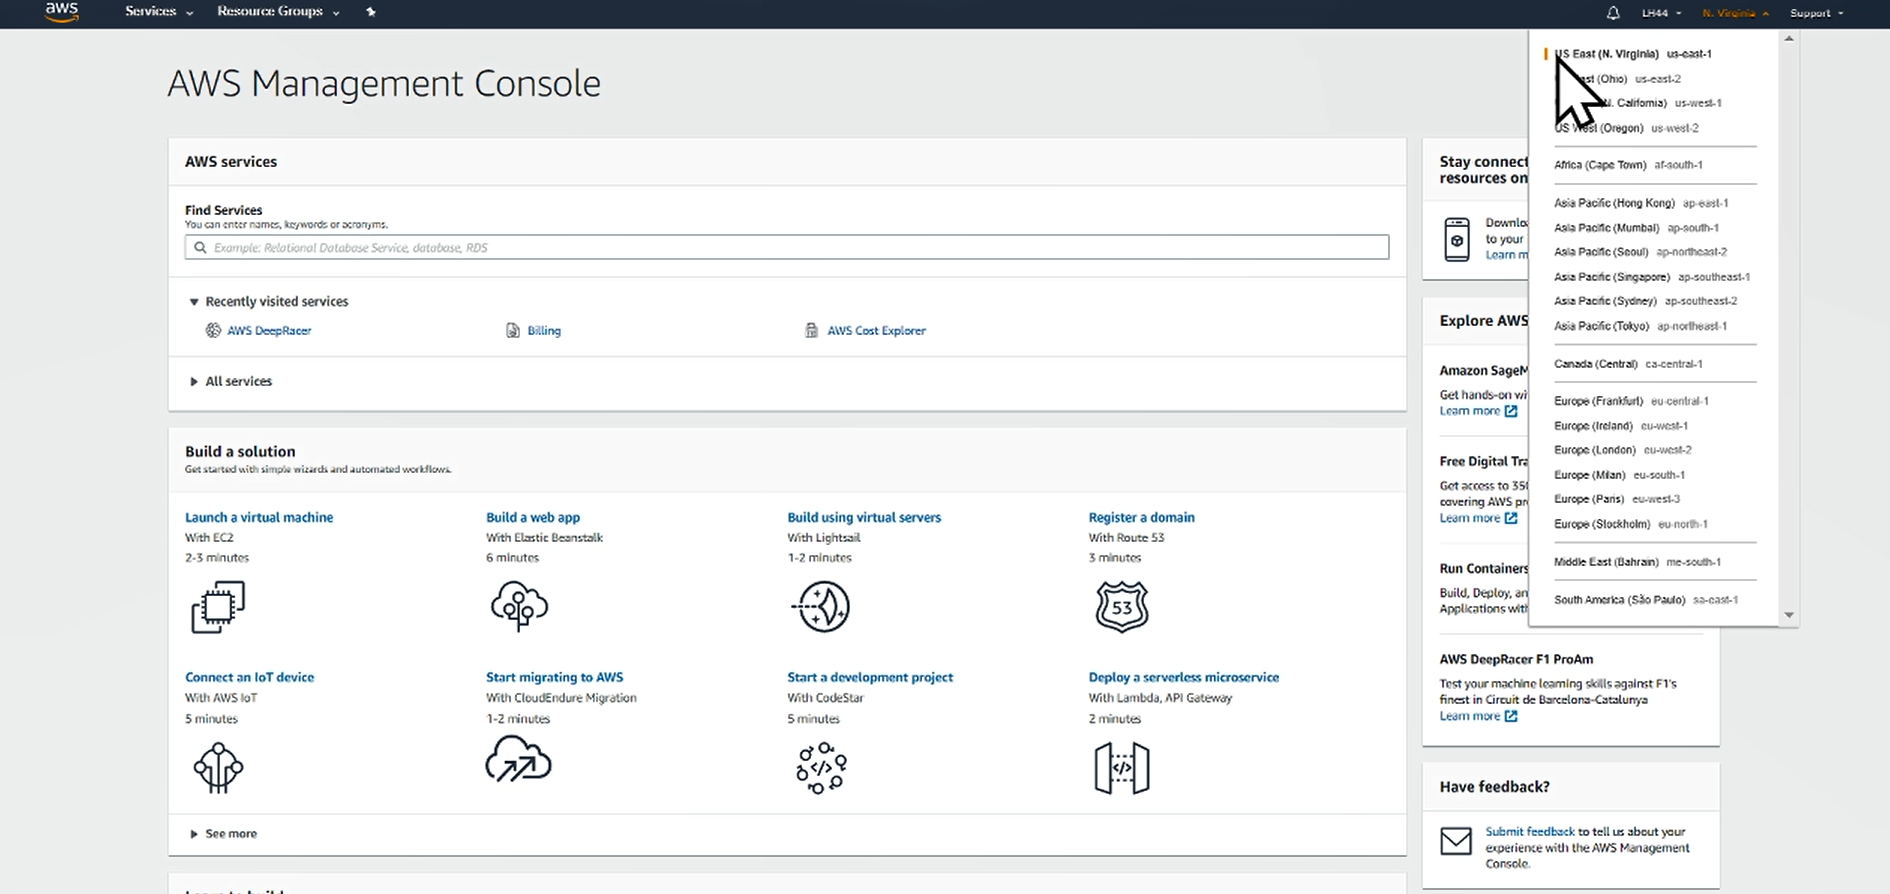 aws
Services
Resource Groups
LH44
N. Virginia
Support
AWS Management Console
AWS services
Find Services
You can enter names, keywords or acronyms.
Example: Relational Database Service, database, RDS
Recently visited services
AWS DeepRacer
Billing
AWS Cost Explorer
All services
Build a solution
Get started with simple wizards and automated workflows.
Launch a virtual machine
With EC2
2-3 minutes
Build a web app
With Elastic Beanstalk
6 minutes
Build using virtual servers
With Lightsail
1-2 minutes
Register a domain
With Route 53
3 minutes
53
Connect an IoT device
With AWS IoT
5 minutes
Start migrating to AWS
With CloudEndure Migration
1-2 minutes
Start a development project
With CodeStar
5 minutes
</>
Deploy a serverless microservice
With Lambda, API Gateway
2 minutes
</>
See more
US East (N. Virginia) us-east-1
(Ohio) us-east-2
N. California) us-west-1
US West (Oregon) us-west-2
Africa (Cape Town) af-south-1
Asia Pacific (Hong Kong) ap-east-1
Asia Pacific (Mumbai) ap-south-1
Asia Pacific (Seoul) ap-northeast-2
Asia Pacific (Singapore) ap-southeast-1
Asia Pacific (Sydney) ap-southeast-2
Asia Pacific (Tokyo) ap-northeast-1
Canada (Central) ca-central-1
Europe (Frankfurt) eu-central-1
Europe (Ireland) eu-west-1
Europe (London) eu-west-2
Europe (Milan) eu-south-1
Europe (Paris) eu-west-3
Europe (Stockholm) eu-north-1
Middle East (Bahrain) me-south-1
South America (São Paulo) sa-east-1
Stay
resources on
to your
Learn
Explore AWS
Amazon
Get hands-on
Learn more
Free Digital
Get access to
covering AWS
Learn more
Run Containers
Build, Deploy,
Applications
AWS DeepRacer F1 ProAm
Test your machine learning skills against F1's
finest in Circuit de Barcelona-Catalunya
Learn more
Have feedback?
Submit feedback to tell us about your
experience with the AWS Management
Console.